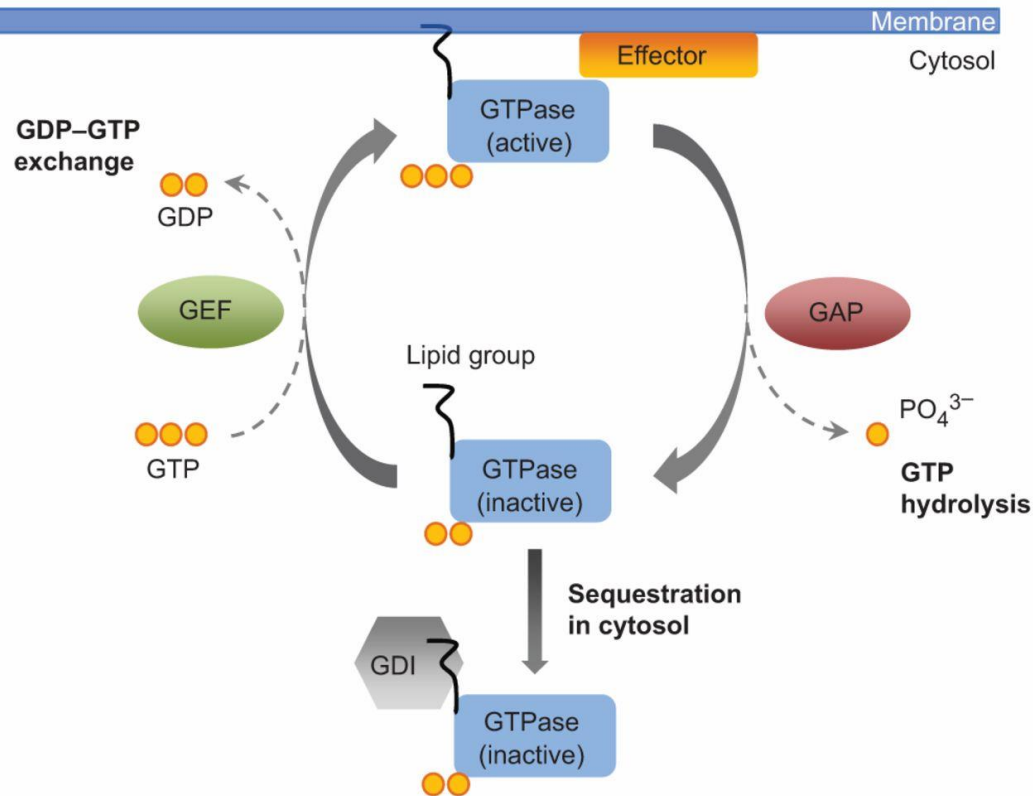 Membrane
Effector
Cytosol
GTPase
(active)
GDP–GTP
exchange
GDP
GEF
GAP
Lipid group
GTP
PO₄³⁻
GTPase
(inactive)
GTP
hydrolysis
Sequestration
in cytosol
GDI
GTPase
(inactive)